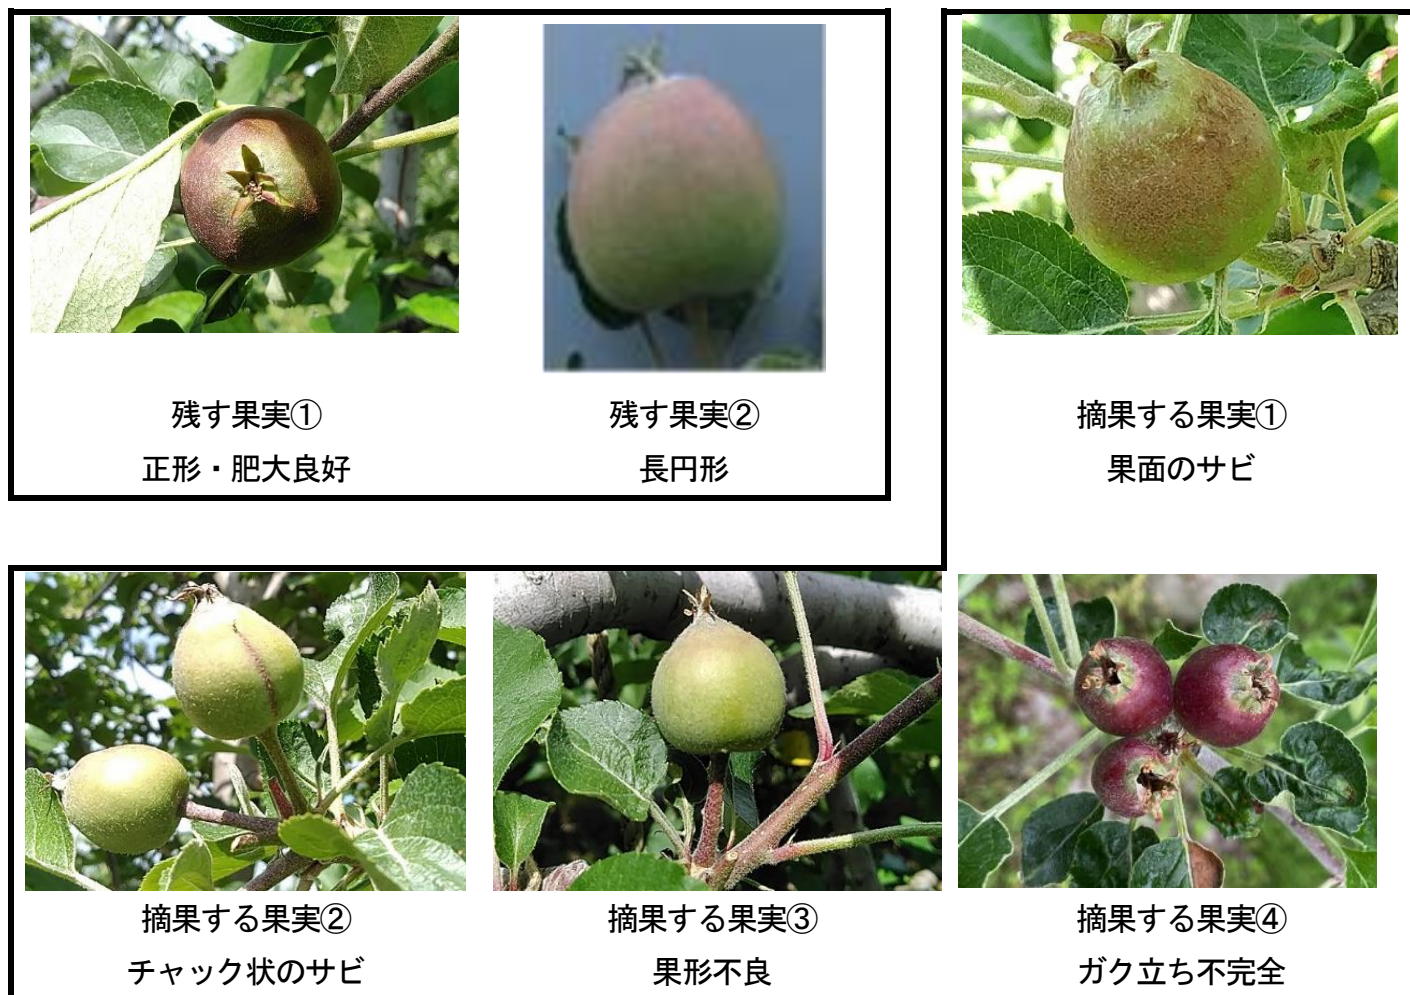 残す果実①
正形・肥大良好
残す果実②
長円形
摘果する果実①
果面のサビ
摘果する果実②
チャック状のサビ
摘果する果実③
果形不良
摘果する果実④
ガク立ち不完全